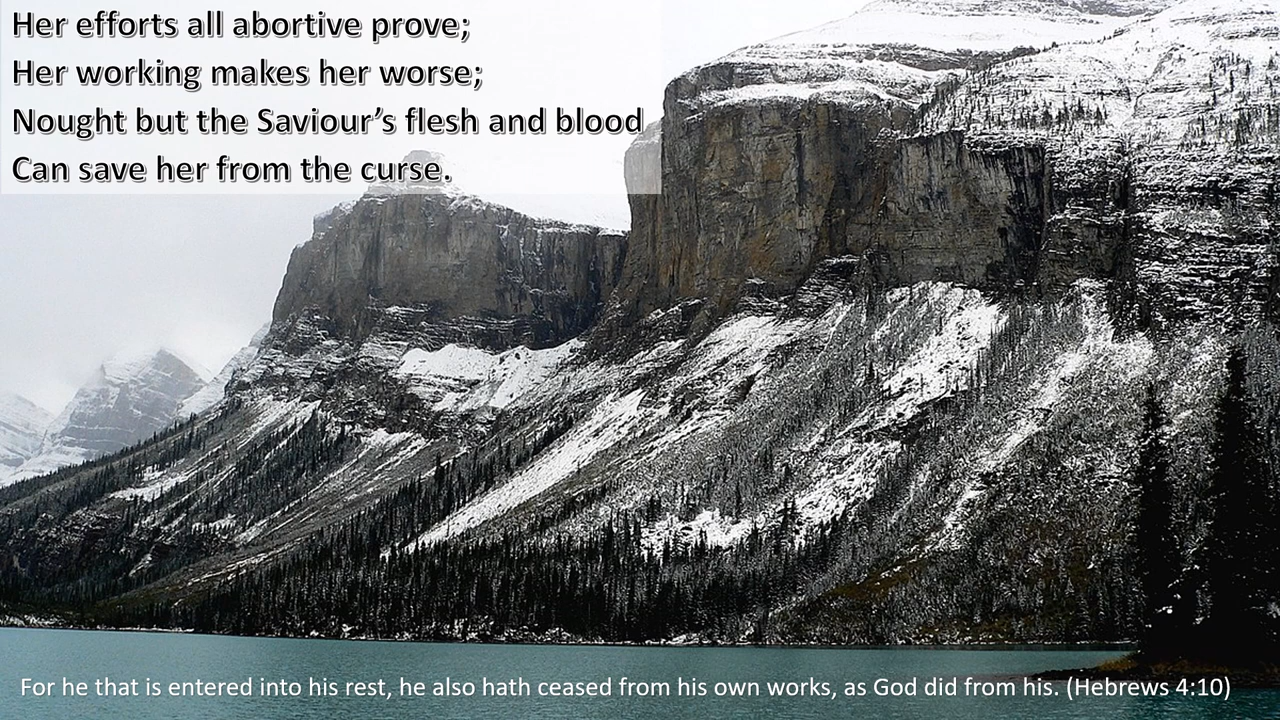 Her efforts all abortive prove;
Her working makes her worse;
Nought but the Saviour’s flesh and blood
Can save her from the curse.
For he that is entered into his rest, he also hath ceased from his own works, as God did from his. (Hebrews 4:10)